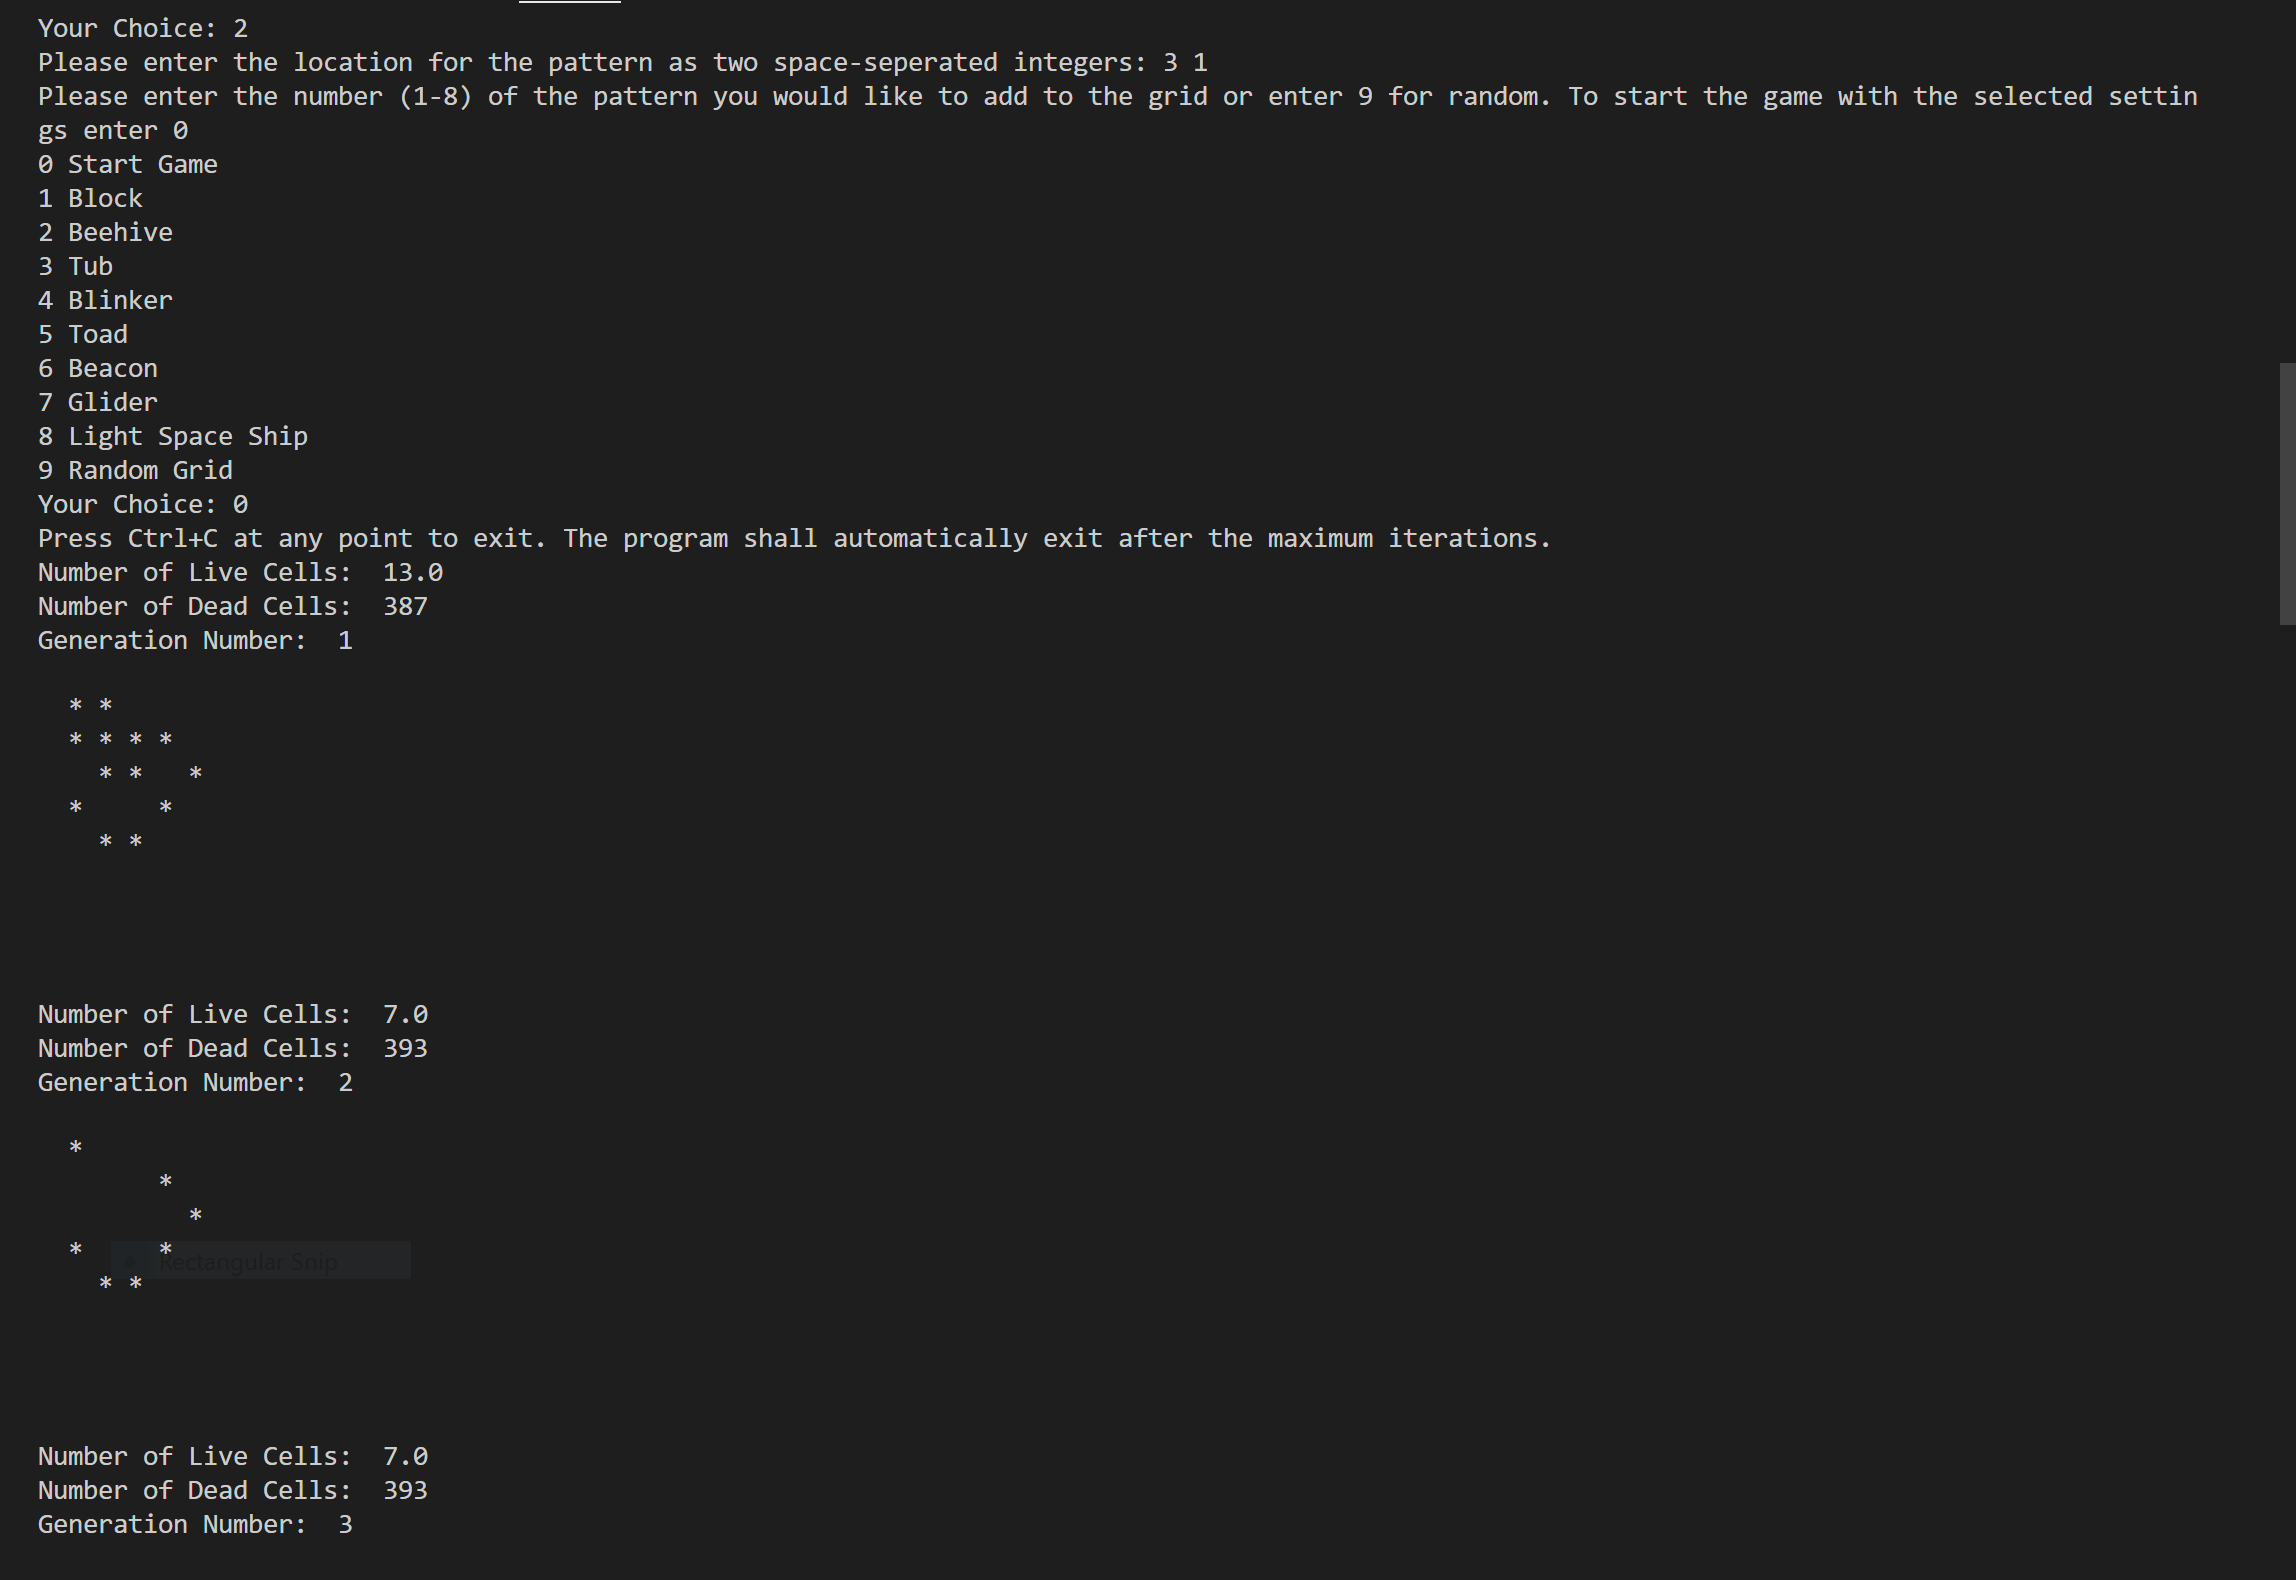 Your Choice: 2
Please enter the location for the pattern as two space-seperated integers: 3 1
Please enter the number (1-8) of the pattern you would like to add to the grid or enter 9 for random. To start the game with the selected settin
gs enter 0
0 Start Game
1 Block
2 Beehive
3 Tub
4 Blinker
5 Toad
6 Beacon
7 Glider
8 Light Space Ship
9 Random Grid
Your Choice: 0
Press Ctrl+C at any point to exit. The program shall automatically exit after the maximum iterations.
Number of Live Cells:  13.0
Number of Dead Cells:  387
Generation Number:  1
* *
* * * *
* *   *
*     *
* *
Number of Live Cells:  7.0
Number of Dead Cells:  393
Generation Number:  2
*
*
*
*     *
Rectangular Snip
* *
Number of Live Cells:  7.0
Number of Dead Cells:  393
Generation Number:  3